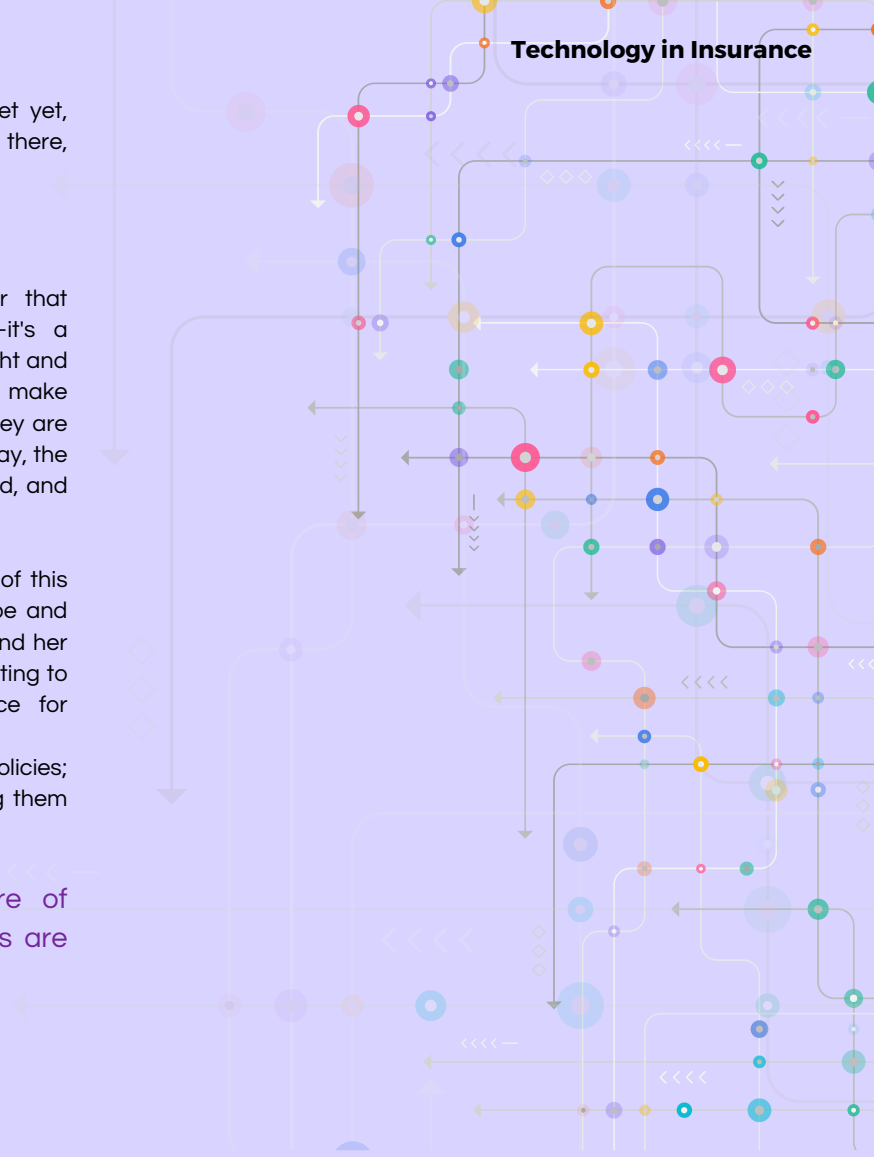 Technology in Insurance
et yet,
there,
r that
-it's a
ht and
make
ey are
ay, the
d, and
of this
be and
nd her
ting to
ce for
olicies;
g them
re of
s are